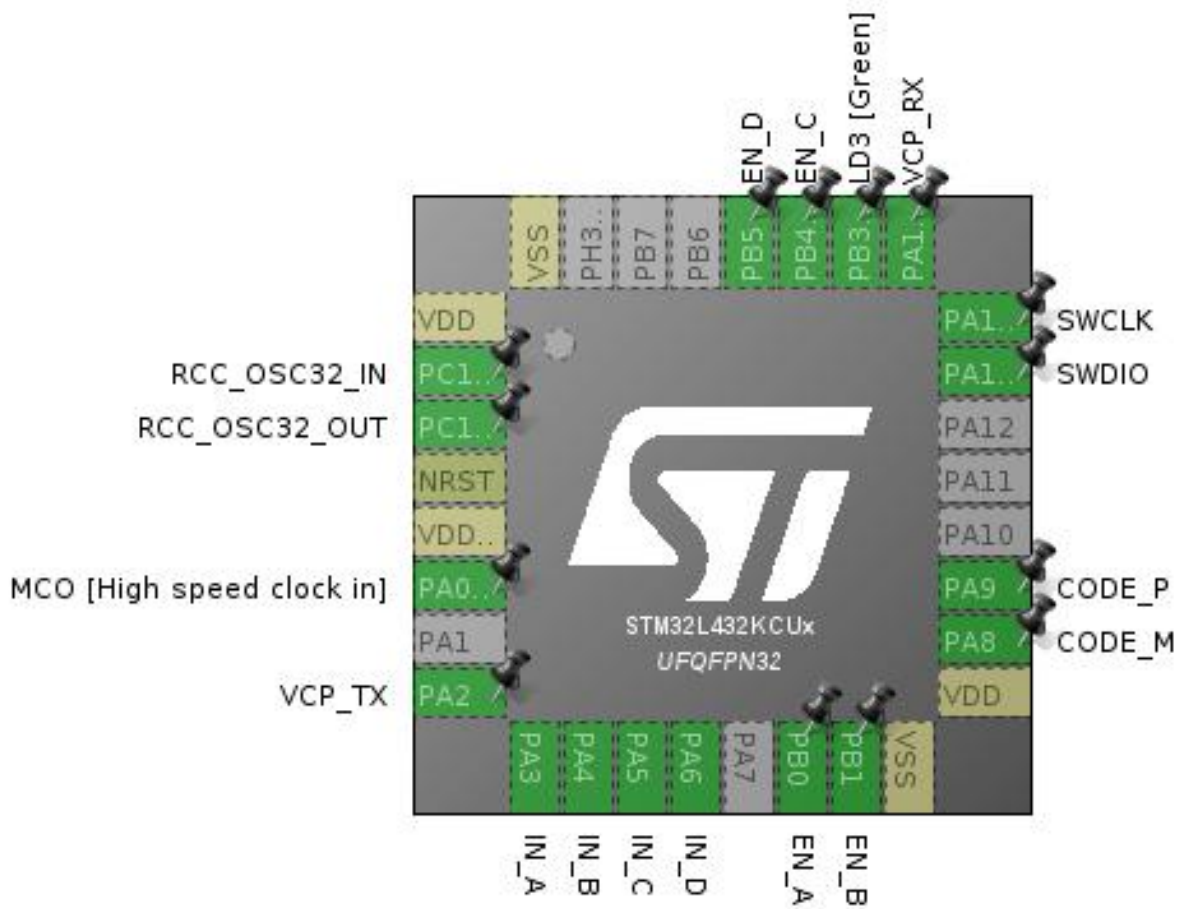 EN_D
EN_C
LD3 [Green]
VCP_RX
VSS
PH3..
PB7
PB6
PB5
PB4..
PB3..
PA1..
VDD
RCC_OSC32_IN PC1..
RCC_OSC32_OUT PC1..
NRST
VDD..
MCO [High speed clock in] PA0..
PA1
VCP_TX PA2
PA1.. SWCLK
PA1.. SWDIO
PA12
PA11
PA10
PA9 CODE_P
PA8 CODE_M
VDD
ST
STM32L432KCUx
UFQFPN32
PA3
PA4
PA5
PA6
PA7
PB0
PB1
VSS
IN_A
IN_B
IN_C
IN_D
EN_A
EN_B